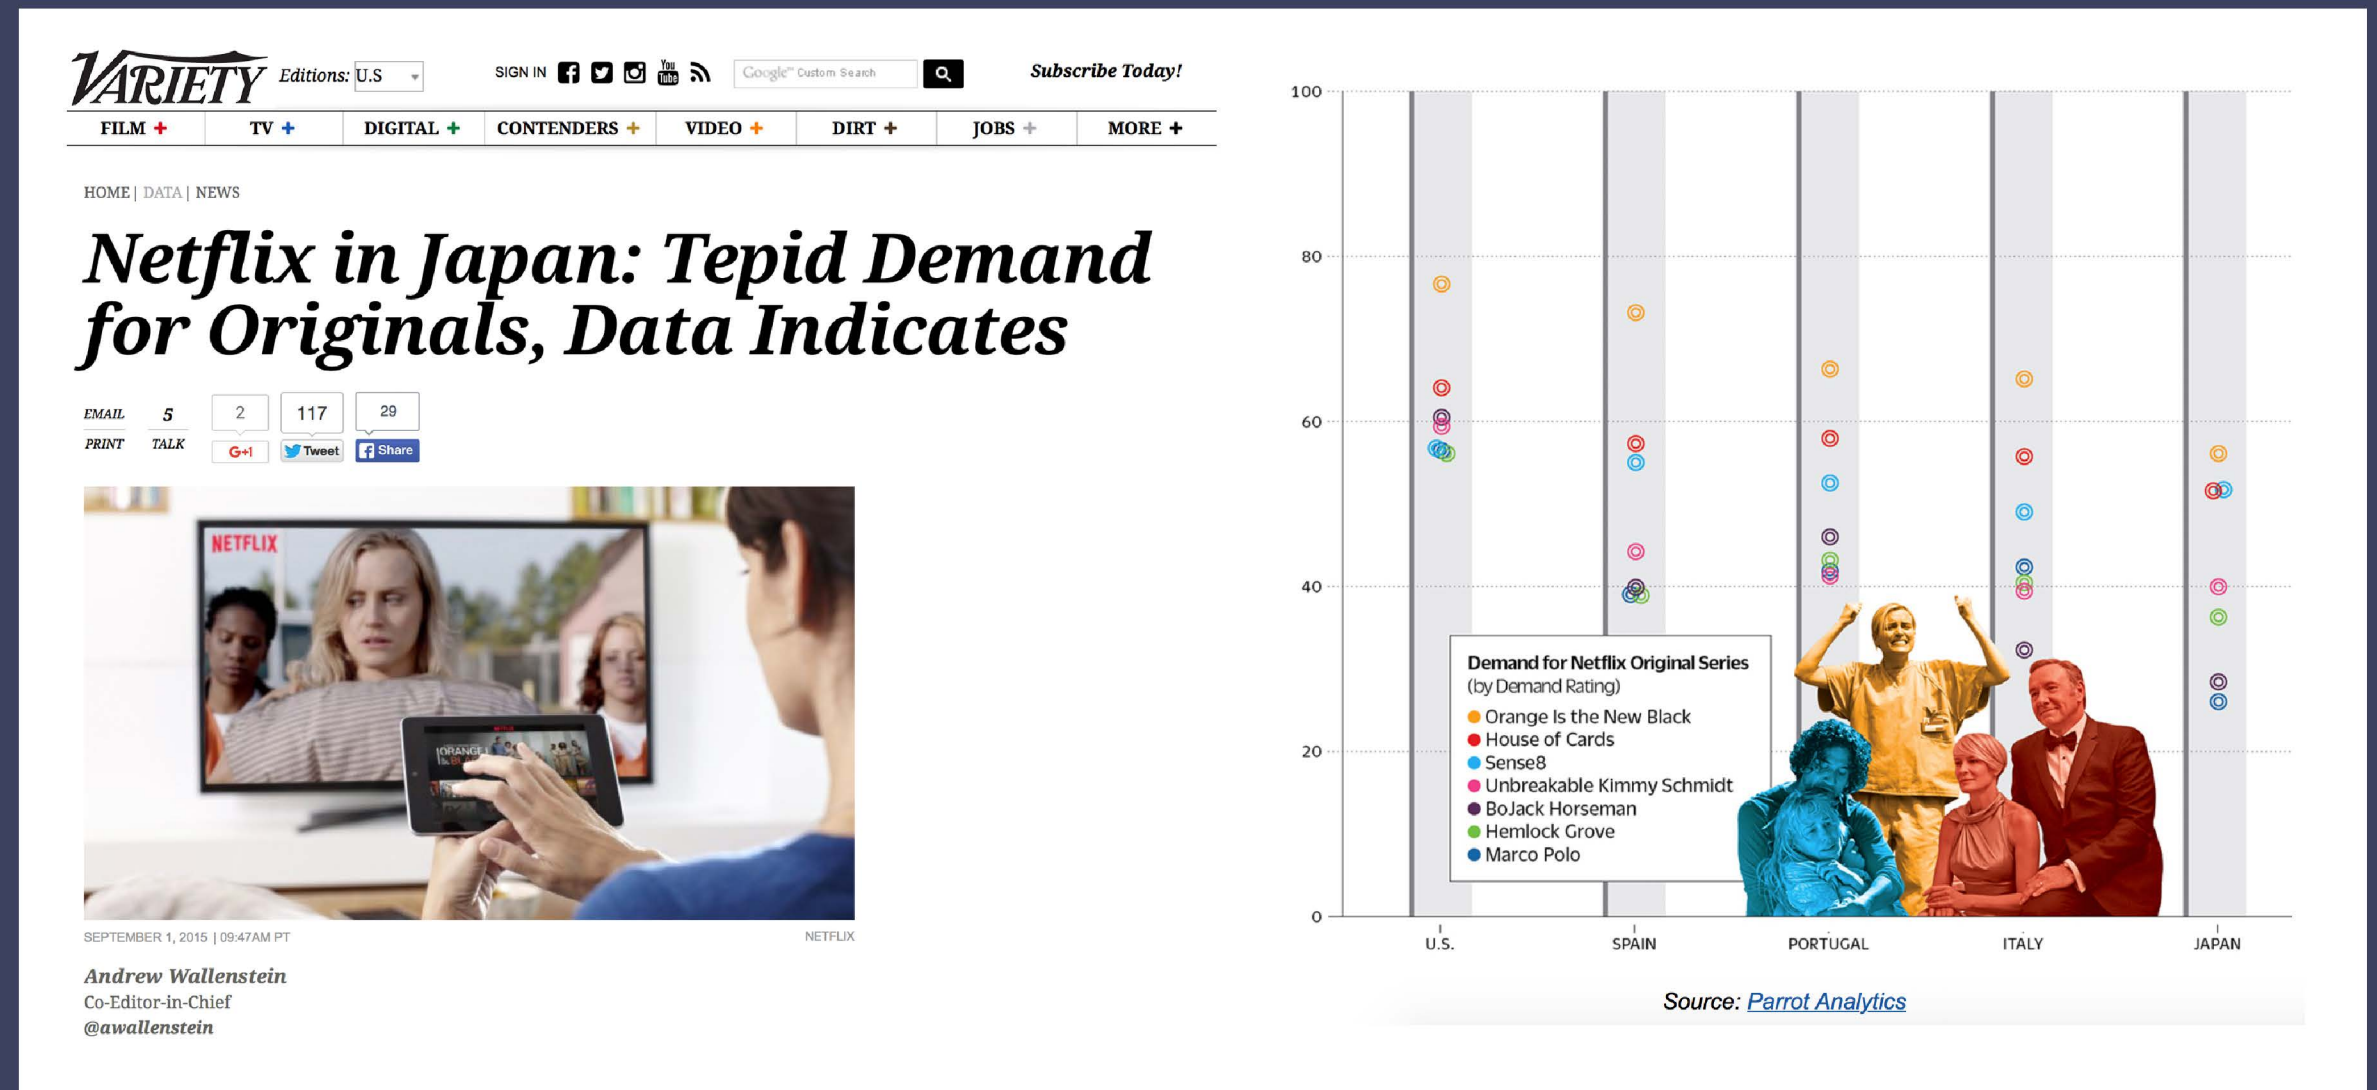 VARIETY Editions: U.S SIGN IN You Tube Google™ Custom Search Subscribe Today!
FILM + TV + DIGITAL + CONTENDERS + VIDEO + DIRT + JOBS + MORE +
HOME | DATA | NEWS
Netflix in Japan: Tepid Demand
for Originals, Data Indicates
EMAIL 5 2 117 29
PRINT TALK G+1 Tweet Share
NETFLIX
ORANGE
SEPTEMBER 1, 2015 | 09:47AM PT NETFLIX
Andrew Wallenstein
Co-Editor-in-Chief
@awallenstein
100
80
60
40
20
0
Demand for Netflix Original Series
(by Demand Rating)
Orange Is the New Black
House of Cards
Sense8
Unbreakable Kimmy Schmidt
BoJack Horseman
Hemlock Grove
Marco Polo
U.S. SPAIN PORTUGAL ITALY JAPAN
Source: Parrot Analytics